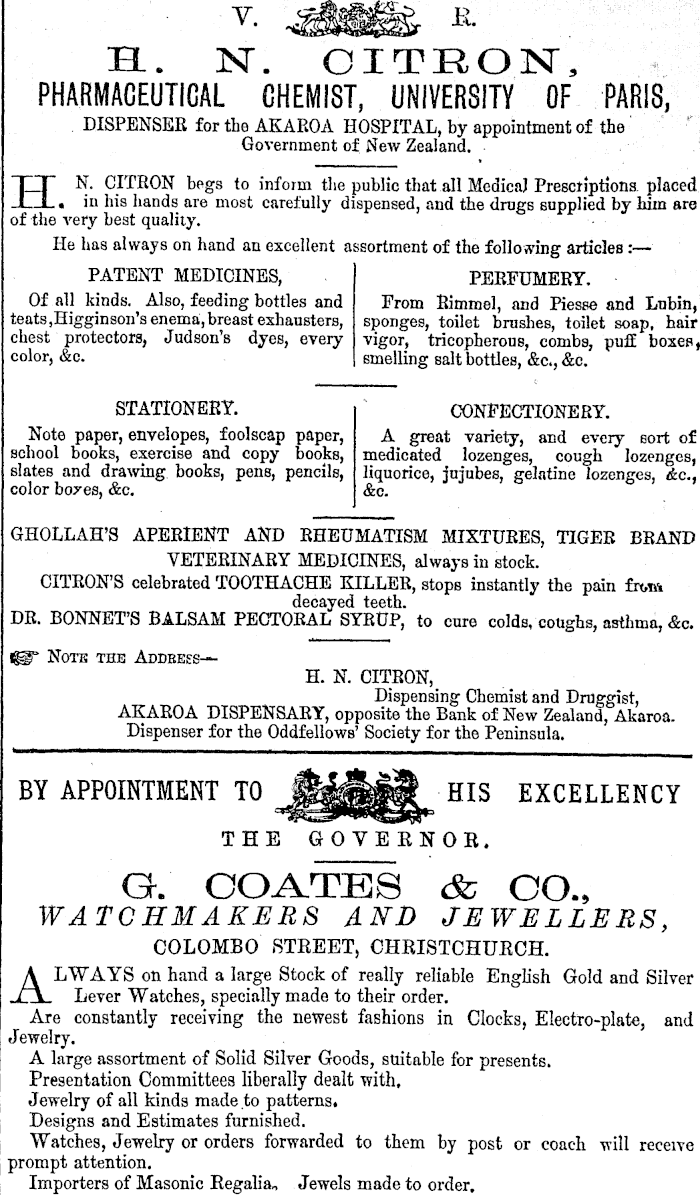 V. R.
H. N. CITRON,
PHARMACEUTICAL CHEMIST, UNIVERSITY OF PARIS,
DISPENSER for the AKAROA HOSPITAL, by appointment of the
Government of New Zealand.
H. N. CITRON begs to inform the public that all Medical Prescriptions placed
in his hands are most carefully dispensed, and the drugs supplied by him are
of the very best quality.
He has always on hand an excellent assortment of the following articles :—
PATENT MEDICINES,
Of all kinds. Also, feeding bottles and
teats, Higginson's enema, breast exhausters,
chest protectors, Judson's dyes, every
color, &c.
PERFUMERY.
From Rimmel, and Piesse and Lubin,
sponges, toilet brushes, toilet soap, hair
vigor, tricopherous, combs, puff boxes,
smelling salt bottles, &c., &c.
STATIONERY.
Note paper, envelopes, foolscap paper,
school books, exercise and copy books,
slates and drawing books, pens, pencils,
color boxes, &c.
CONFECTIONERY.
A great variety, and every sort of
medicated lozenges, cough lozenges,
liquorice, jujubes, gelatine lozenges, &c.,
&c.
GHOLLAH'S APERIENT AND RHEUMATISM MIXTURES, TIGER BRAND
VETERINARY MEDICINES, always in stock.
CITRON'S celebrated TOOTHACHE KILLER, stops instantly the pain from
decayed teeth.
DR. BONNET'S BALSAM PECTORAL SYRUP, to cure colds, coughs, asthma, &c.
☞ NOTE THE ADDRESS—
H. N. CITRON,
Dispensing Chemist and Druggist,
AKAROA DISPENSARY, opposite the Bank of New Zealand, Akaroa.
Dispenser for the Oddfellows' Society for the Peninsula.
BY APPOINTMENT TO HIS EXCELLENCY
THE GOVERNOR.
G. COATES & CO.,
WATCHMAKERS AND JEWELLERS,
COLOMBO STREET, CHRISTCHURCH.
ALWAYS on hand a large Stock of really reliable English Gold and Silver
Lever Watches, specially made to their order.
Are constantly receiving the newest fashions in Clocks, Electro-plate, and
Jewelry.
A large assortment of Solid Silver Goods, suitable for presents.
Presentation Committees liberally dealt with.
Jewelry of all kinds made to patterns.
Designs and Estimates furnished.
Watches, Jewelry or orders forwarded to them by post or coach will receive
prompt attention.
Importers of Masonic Regalia. Jewels made to order.